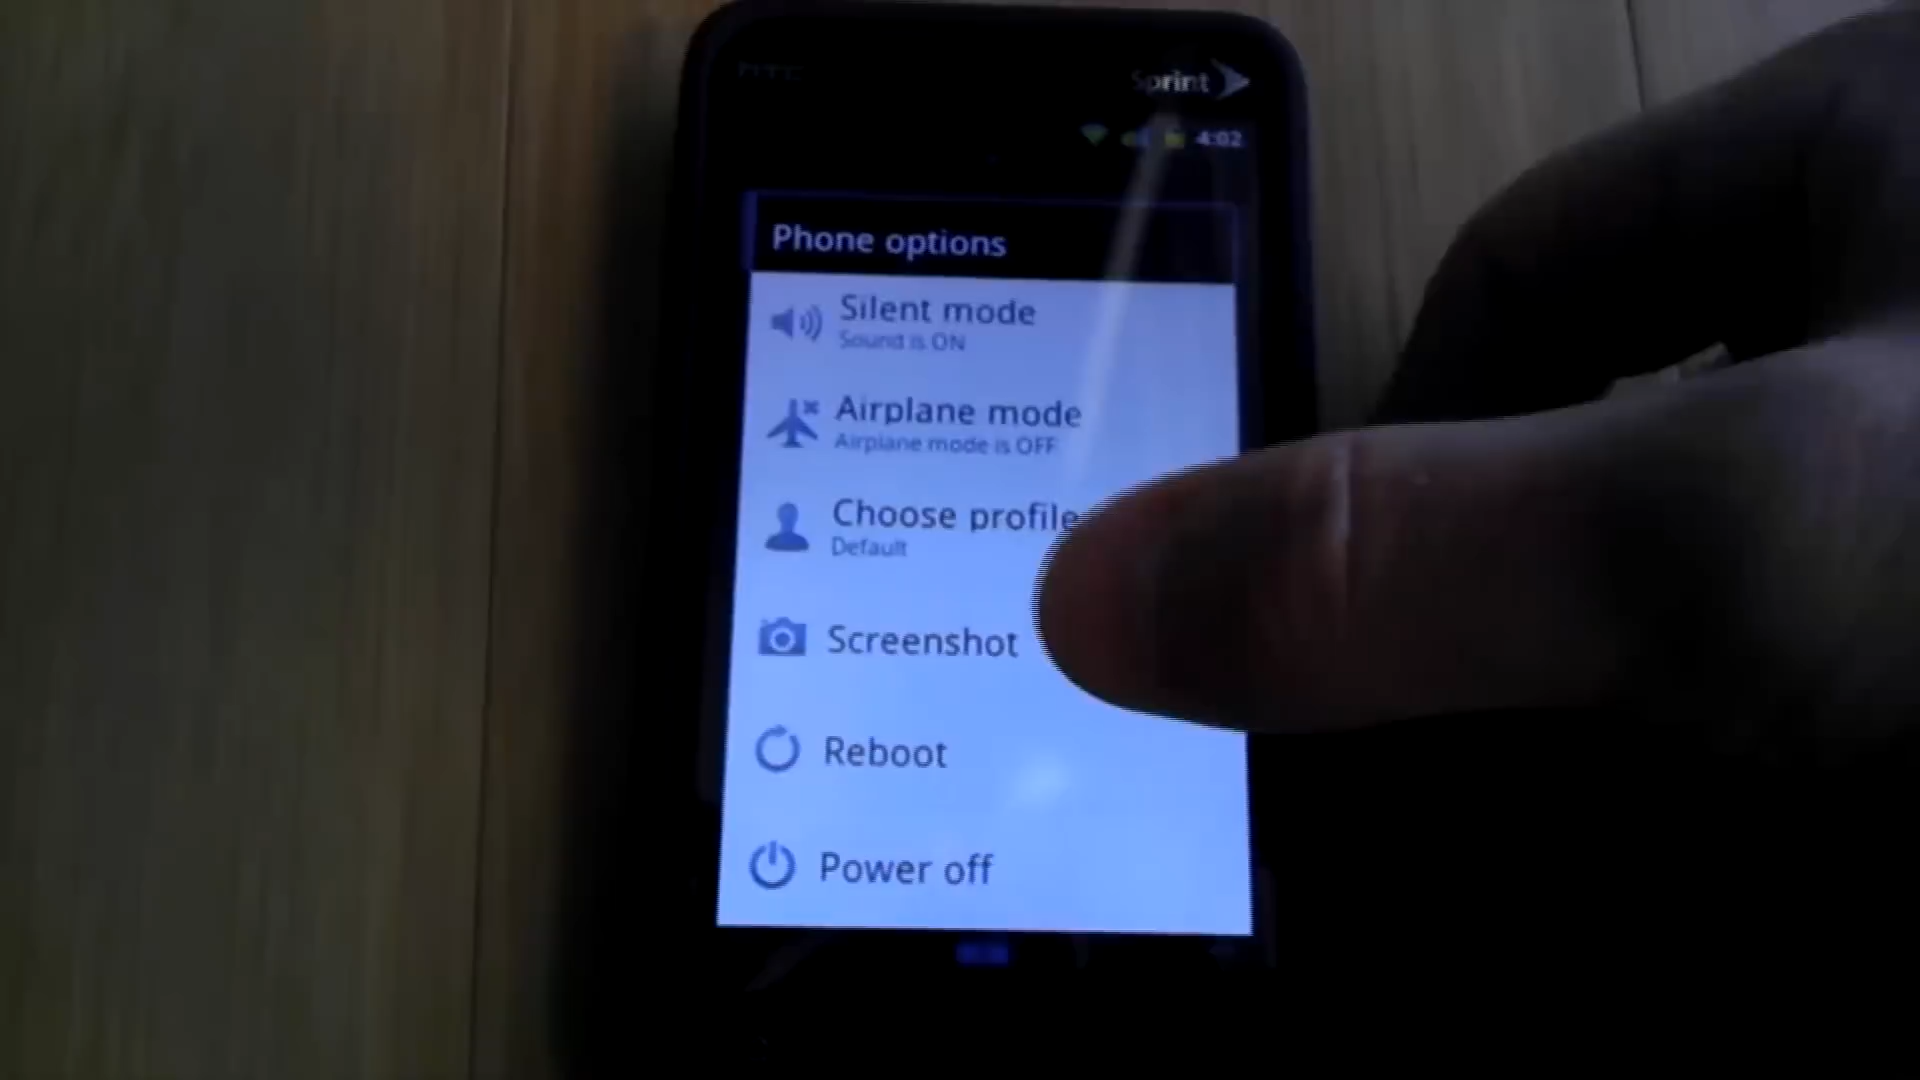 hTC
Sprint
4:02
Phone options
Silent mode
Sound is ON
Airplane mode
Airplane mode is OFF
Choose profile
Default
Screenshot
Reboot
Power off